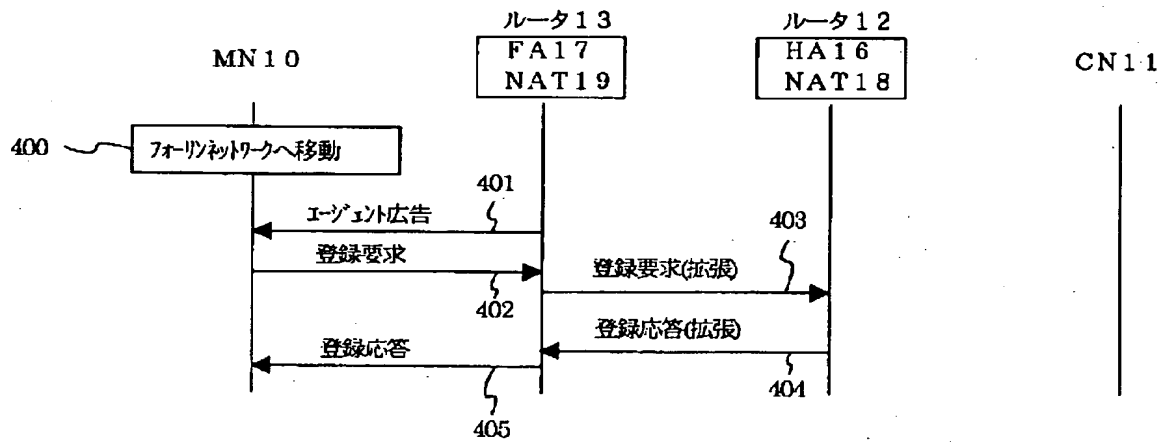 ルータ13
ルータ12
MN10
FA17
NAT19
HA16
NAT18
CN11
400
フォーリンネットワークへ移動
401
エージェント広告
403
登録要求
登録要求(拡張)
402
登録応答(拡張)
登録応答
404
405